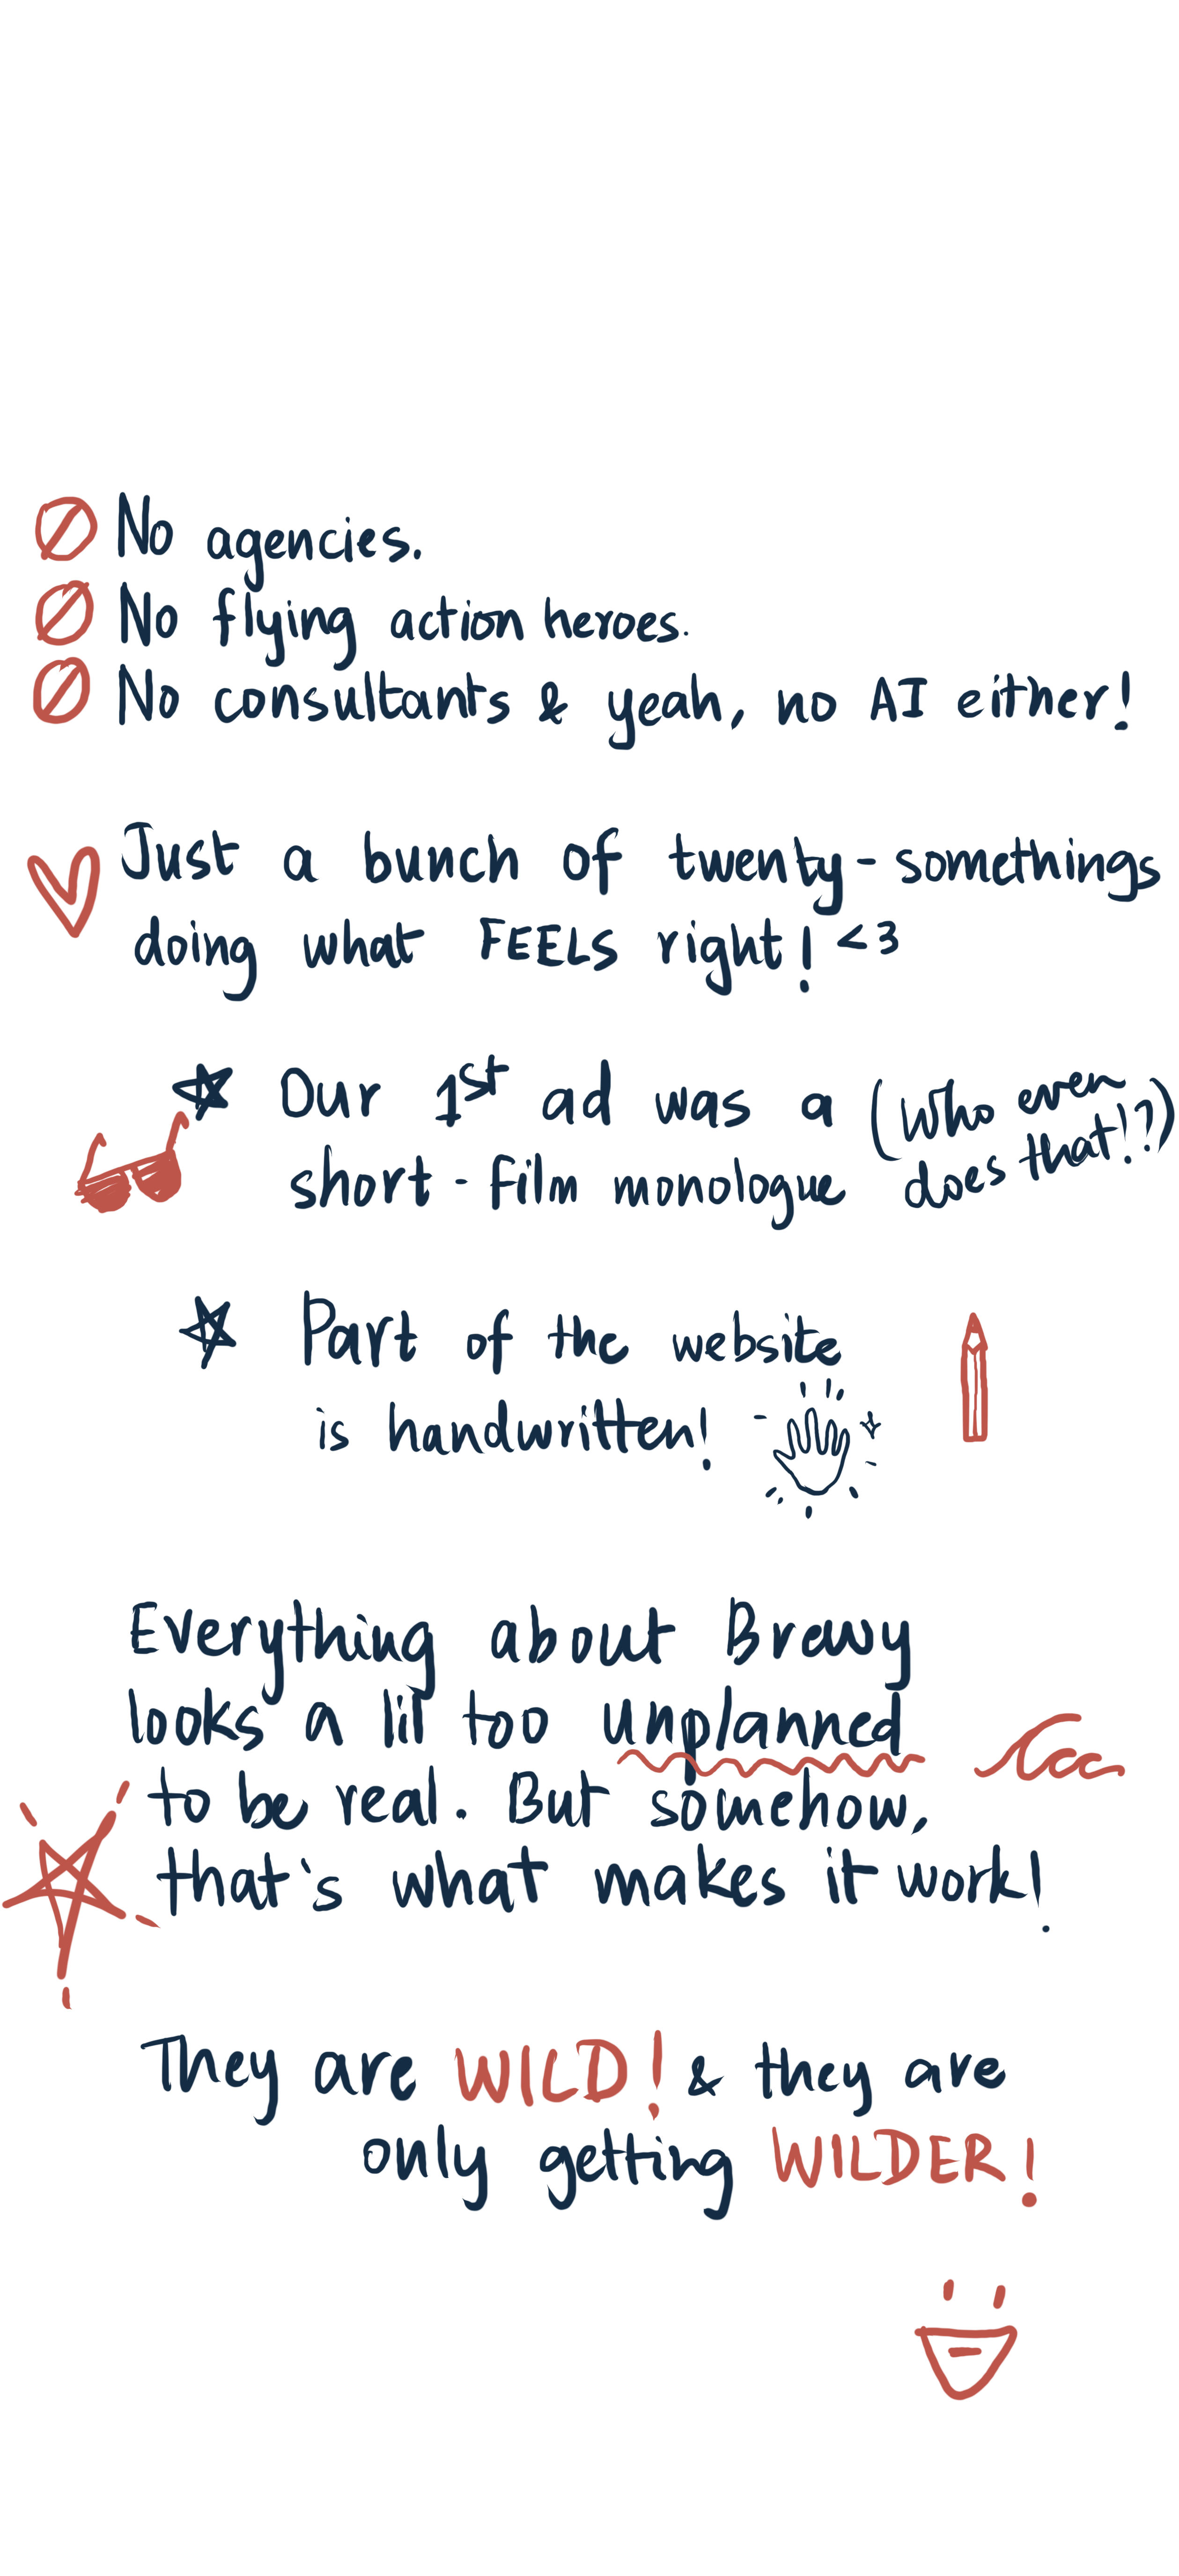 No agencies.
No flying action heroes.
No consultants & yeah, no AI either!
Just a bunch of twenty-somethings
doing what FEELS right! <3
Our 1st ad was a
short-film monologue
(Who even
does that!?)
Part of the website
is handwritten!
Everything about Brewy
looks a lil too unplanned
to be real. But somehow,
that's what makes it work!
They are WILD! & they are
only getting WILDER!